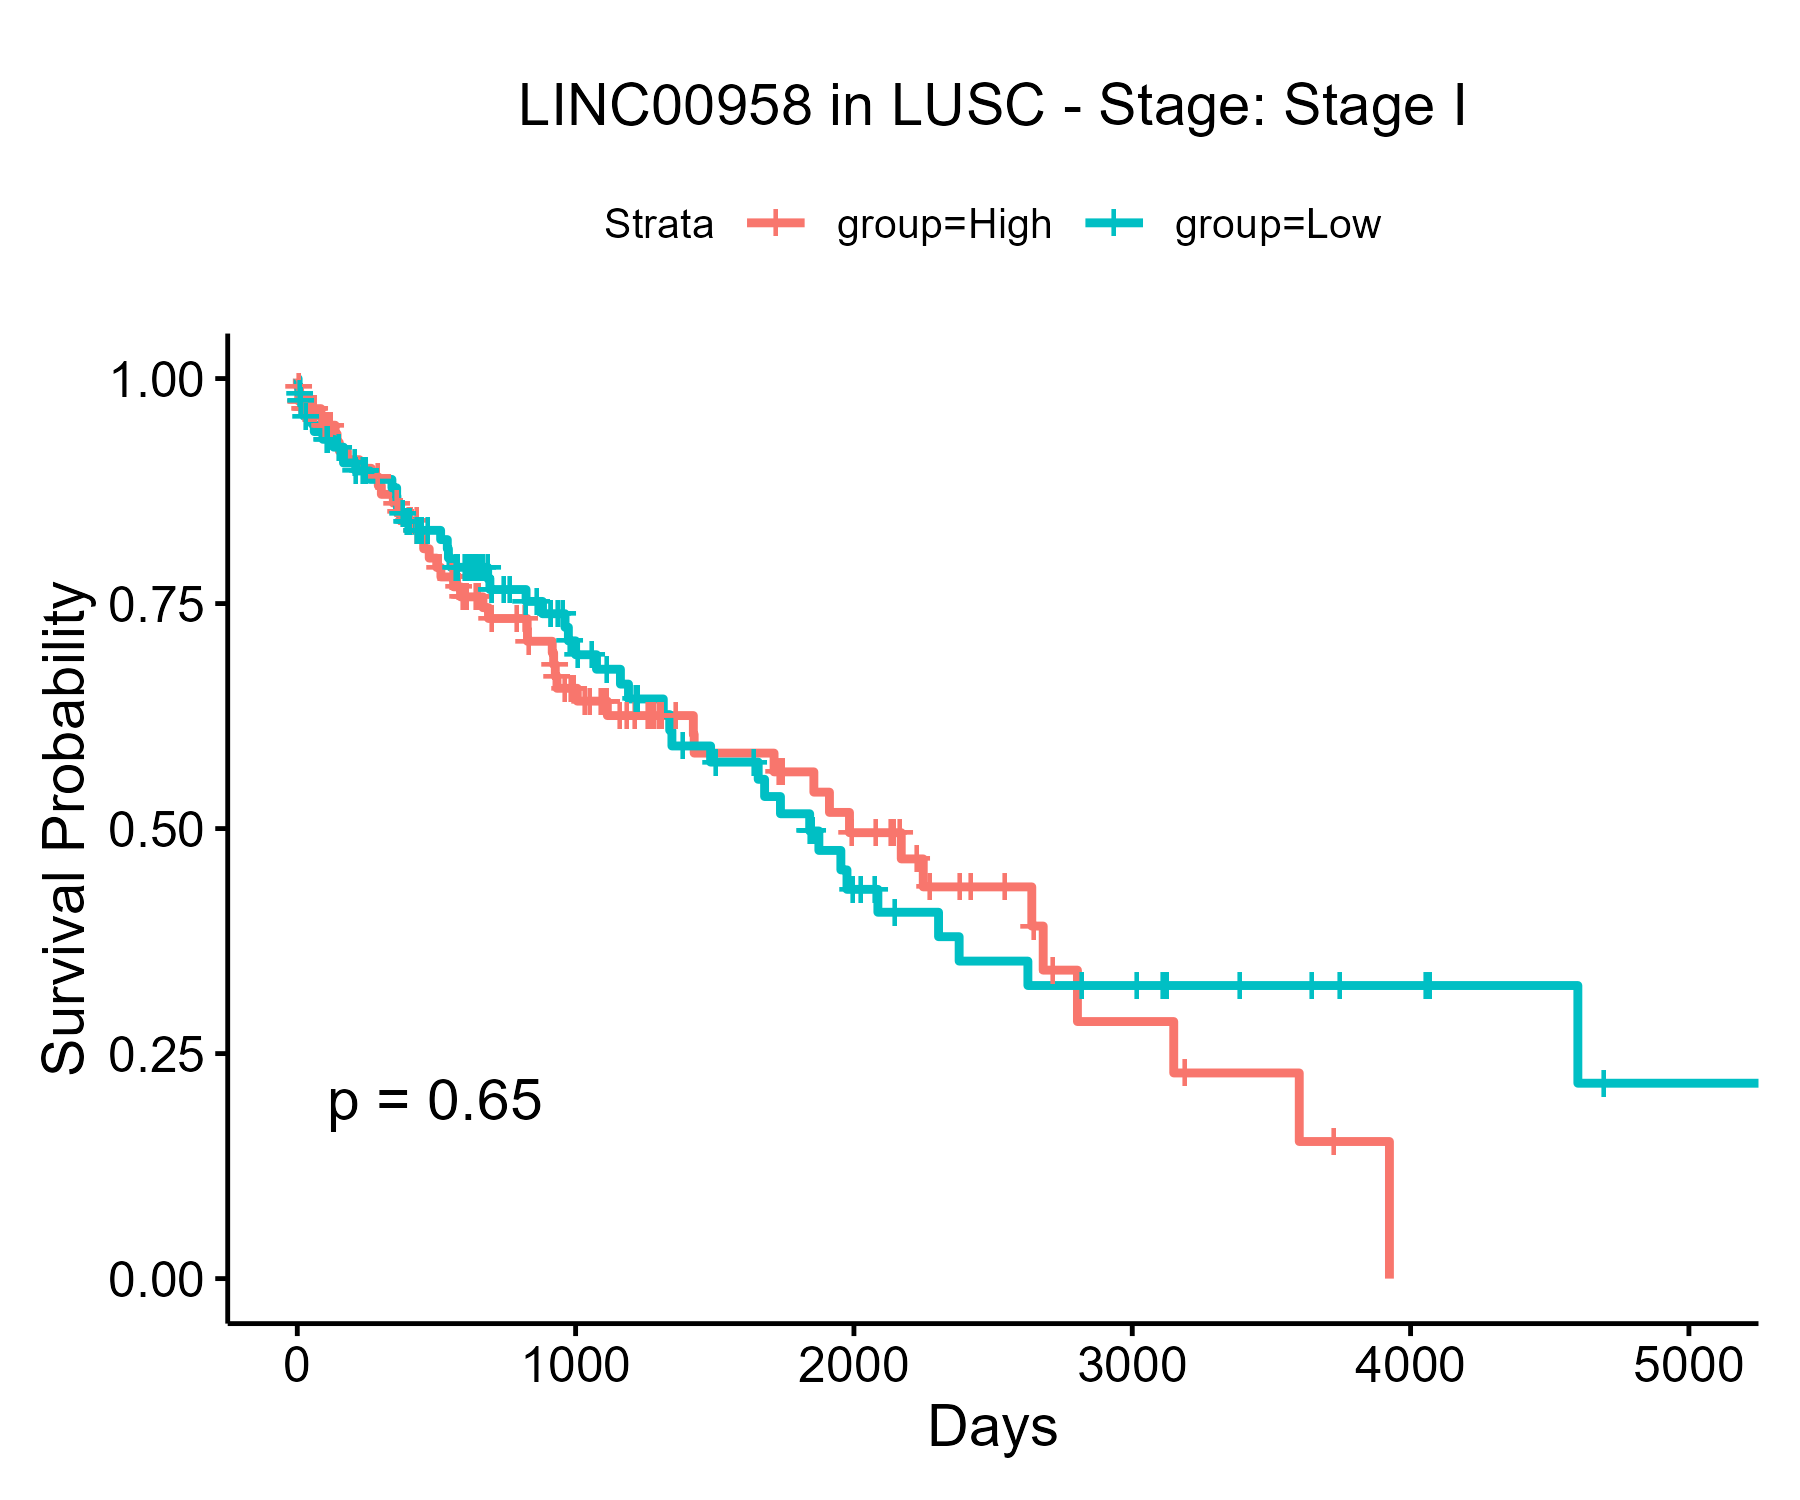 LINC00958 in LUSC - Stage: Stage I
Strata group=High group=Low
Survival Probability
1.00
0.75
0.50
0.25
0.00
p = 0.65
0 1000 2000 3000 4000 5000
Days